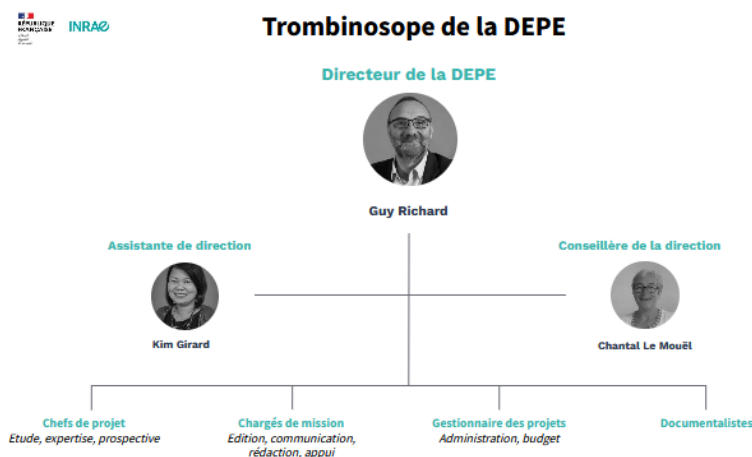 RÉPUBLIQUE
FRANÇAISE
INRAE
Trombinosope de la DEPE
Directeur de la DEPE
Guy Richard
Assistante de direction
Conseillère de la direction
Kim Girard
Chantal Le Mouël
Chefs de projet
Etude, expertise, prospective
Chargés de mission
Edition, communication,
rédaction, appui
Gestionnaire des projets
Administration, budget
Documentalistes